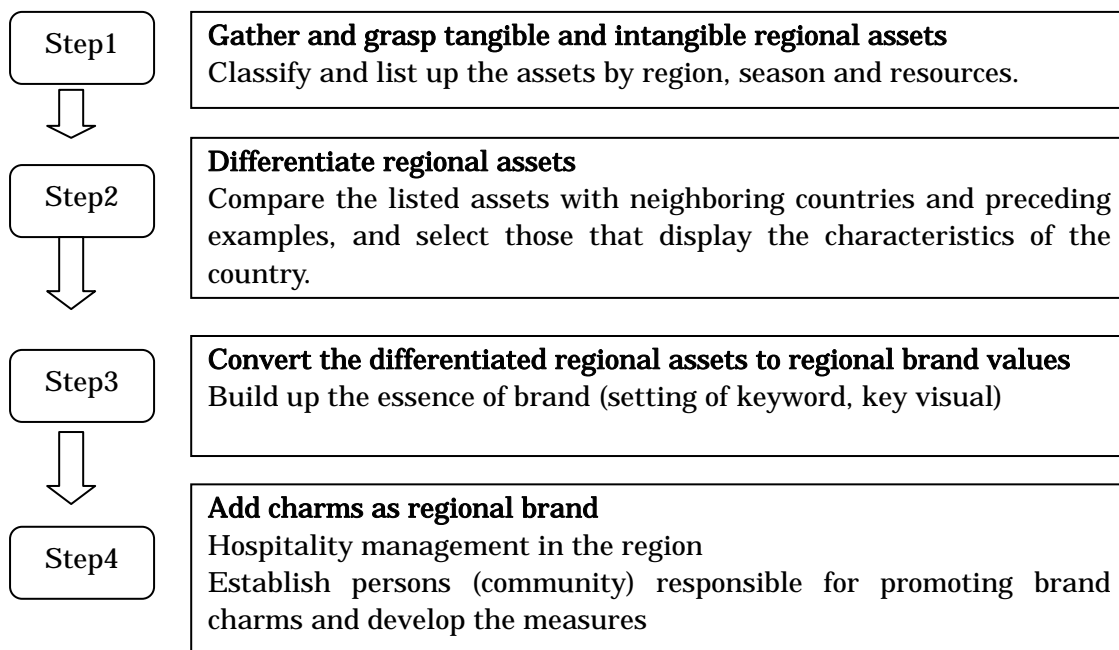 Step1
Gather and grasp tangible and intangible regional assets
Classify and list up the assets by region, season and resources.
Step2
Differentiate regional assets
Compare the listed assets with neighboring countries and preceding
examples, and select those that display the characteristics of the
country.
Step3
Convert the differentiated regional assets to regional brand values
Build up the essence of brand (setting of keyword, key visual)
Step4
Add charms as regional brand
Hospitality management in the region
Establish persons (community) responsible for promoting brand
charms and develop the measures